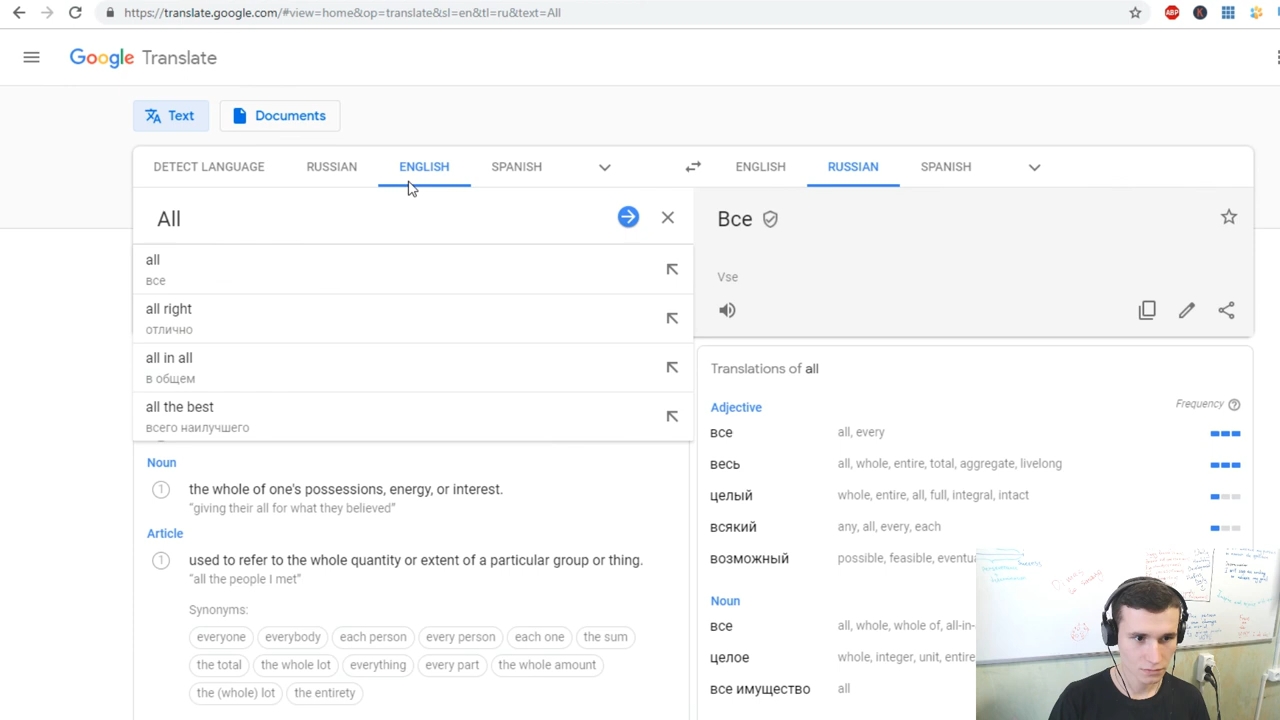 https://translate.google.com/#view=home&op=translate&sl=en&tl=ru&text=All
ABP
K
Google Translate
Text
Documents
DETECT LANGUAGE RUSSIAN ENGLISH SPANISH
ENGLISH RUSSIAN SPANISH
All
all
все
all right
отлично
all in all
в общем
all the best
всего наилучшего
Noun
1 the whole of one's possessions, energy, or interest.
"giving their all for what they believed"
Article
1 used to refer to the whole quantity or extent of a particular group or thing.
"all the people I met"
Synonyms:
everyone everybody each person every person each one the sum
the total the whole lot everything every part the whole amount
the (whole) lot the entirety
Все
Vse
Translations of all
Adjective Frequency
все all, every
весь all, whole, entire, total, aggregate, livelong
целый whole, entire, all, full, integral, intact
всякий any, all, every, each
возможный possible, feasible, eventu
Noun
все all, whole, whole of, all-in-
целое whole, integer, unit, entire
все имущество all